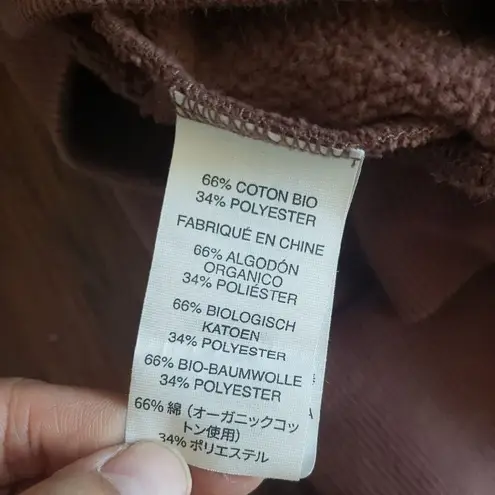 66% COTON BIO
34% POLYESTER
FABRIQUÉ EN CHINE
66% ALGODÓN
ORGANICO
34% POLIÉSTER
66% BIOLOGISCH
KATOEN
34% POLYESTER
66% BIO-BAUMWOLLE
34% POLYESTER
66% 綿（オーガニックコッ
トン使用）
34% ポリエステル